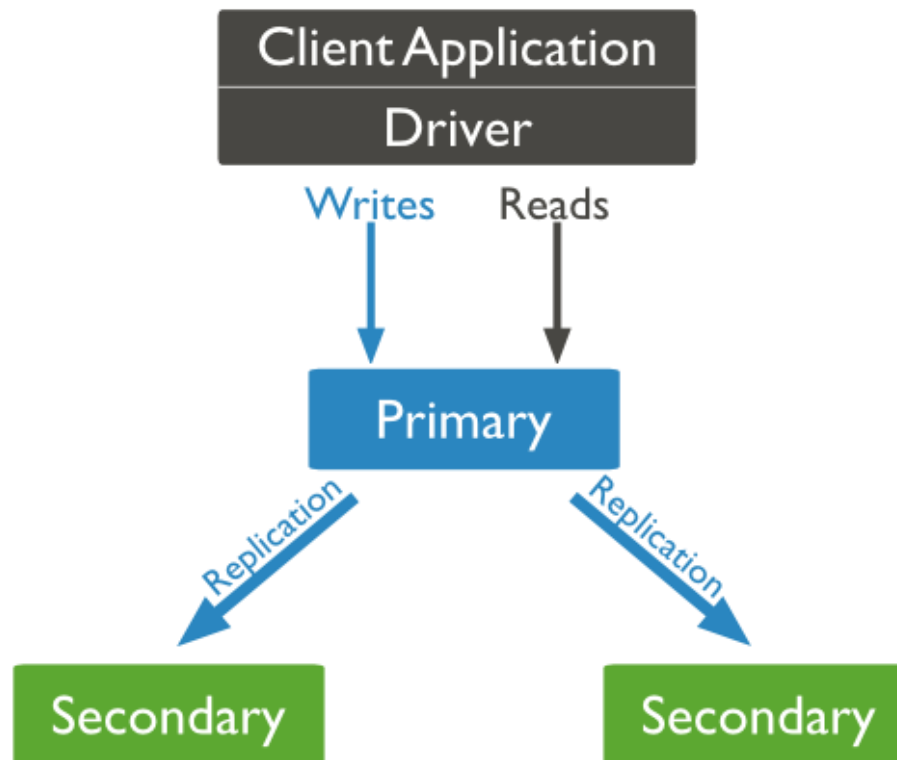 Client Application
Driver
Writes
Reads
Primary
Replication
Replication
Secondary
Secondary